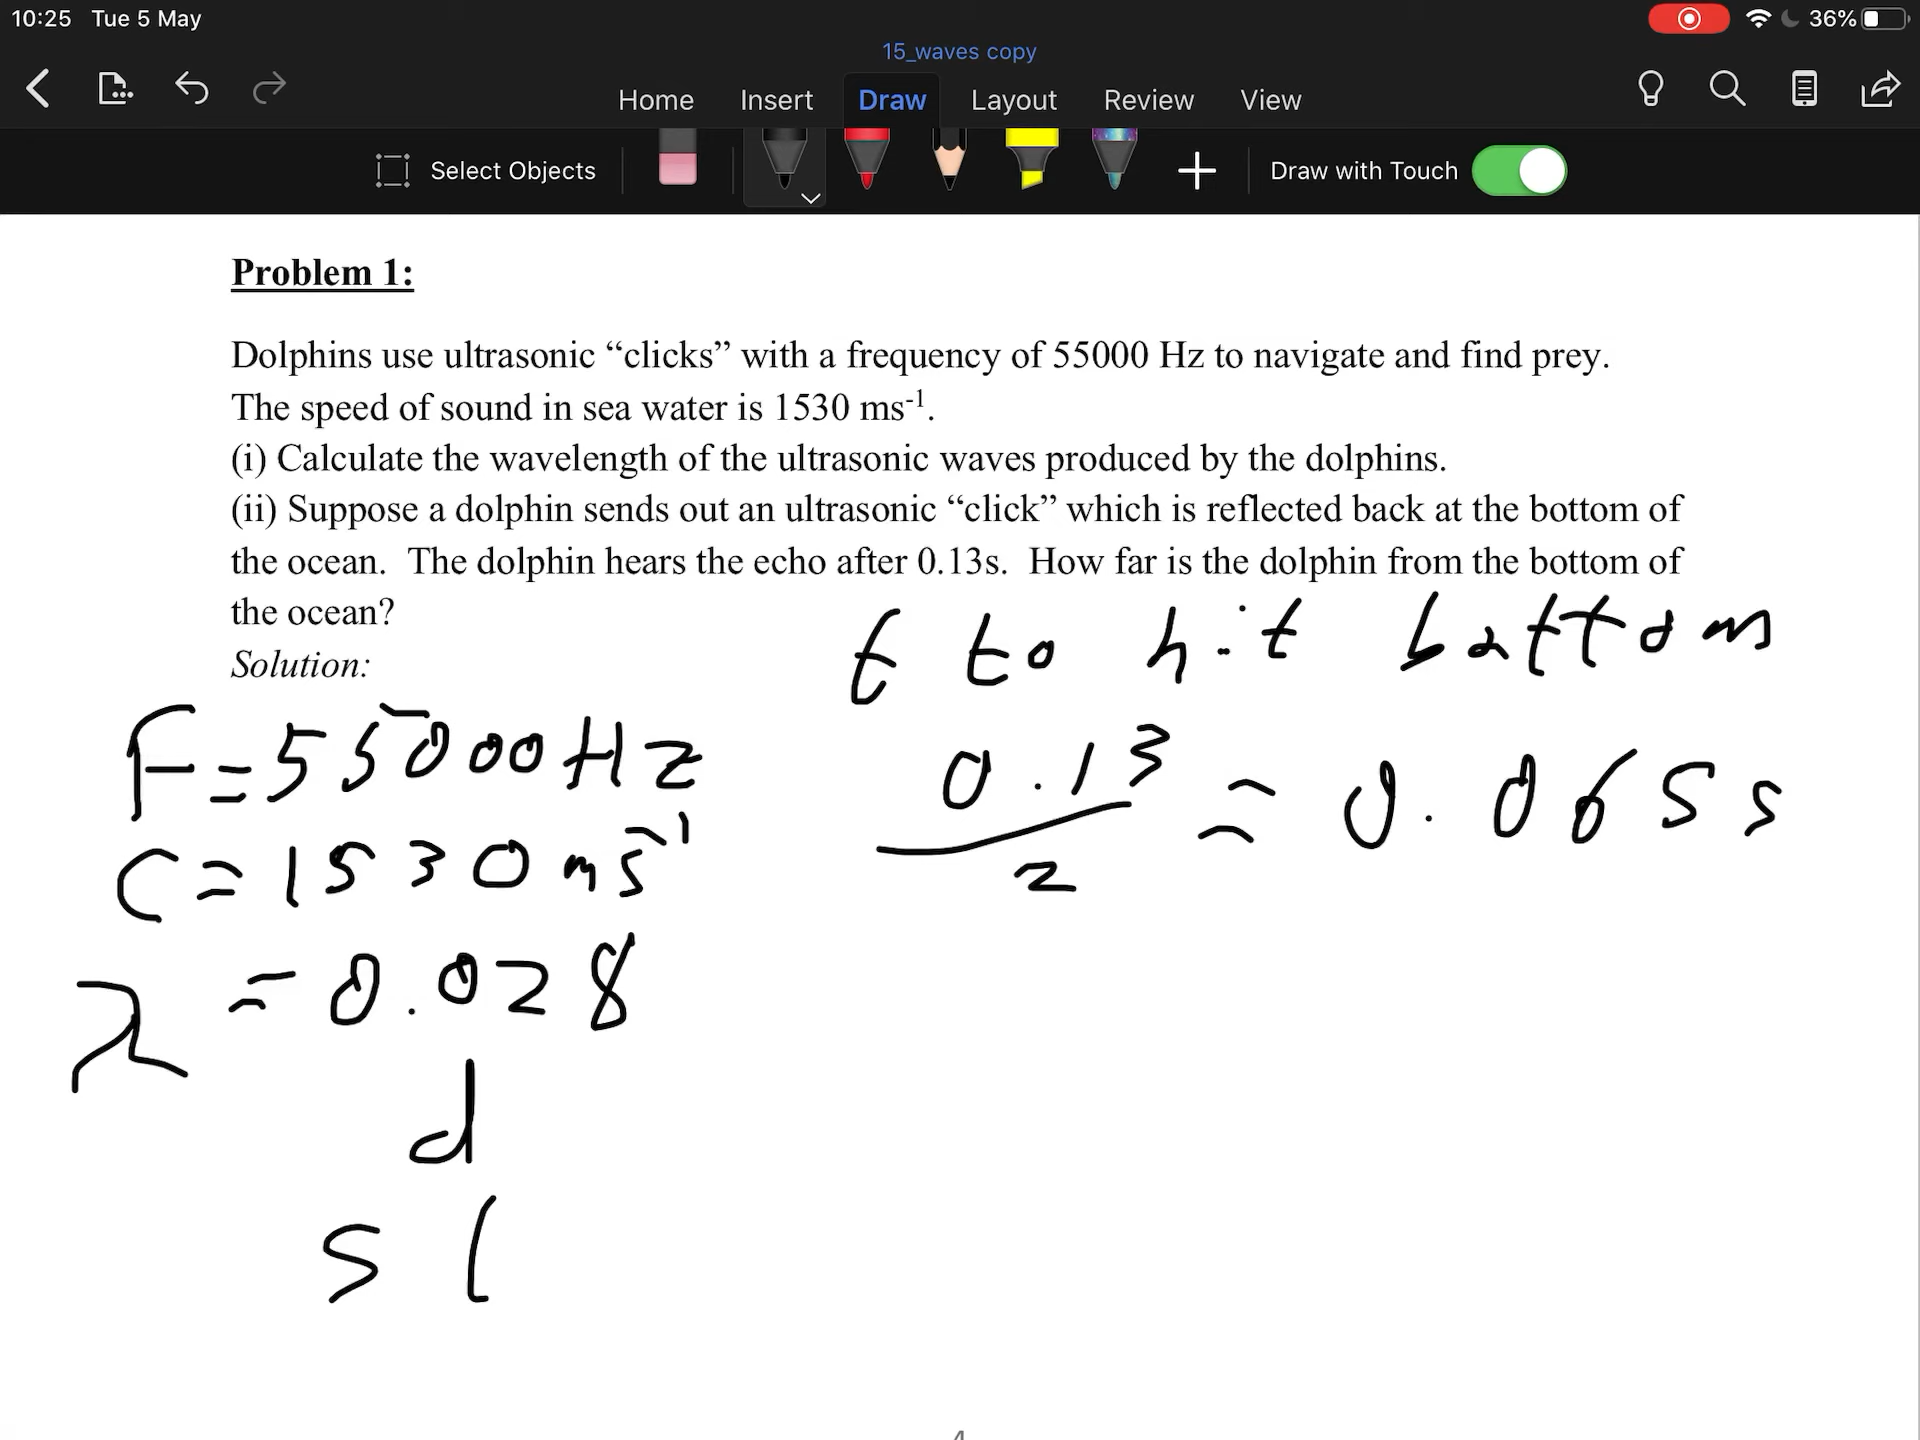 10:25 Tue 5 May
36%
15_waves copy
Home Insert Draw Layout Review View
Select Objects
Draw with Touch
Problem 1:
Dolphins use ultrasonic “clicks” with a frequency of 55000 Hz to navigate and find prey.
The speed of sound in sea water is 1530 ms-1.
(i) Calculate the wavelength of the ultrasonic waves produced by the dolphins.
(ii) Suppose a dolphin sends out an ultrasonic “click” which is reflected back at the bottom of
the ocean. The dolphin hears the echo after 0.13s. How far is the dolphin from the bottom of
the ocean?
Solution:
t to hit bottom
F=55000Hz
0.13/2 = 0.065s
C=1530ms-1
λ = 0.028
d
s